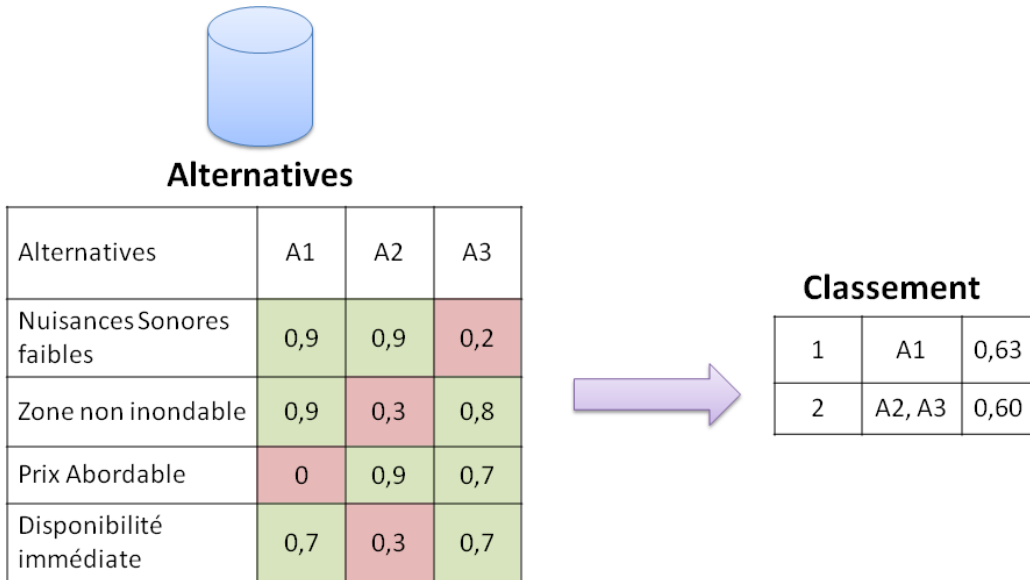 Alternatives
Alternatives A1 A2 A3
Nuisances Sonores
faibles
0,9 0,9 0,2
Zone non inondable 0,9 0,3 0,8
Prix Abordable 0 0,9 0,7
Disponibilité
immédiate
0,7 0,3 0,7
Classement
1 A1 0,63
2 A2, A3 0,60